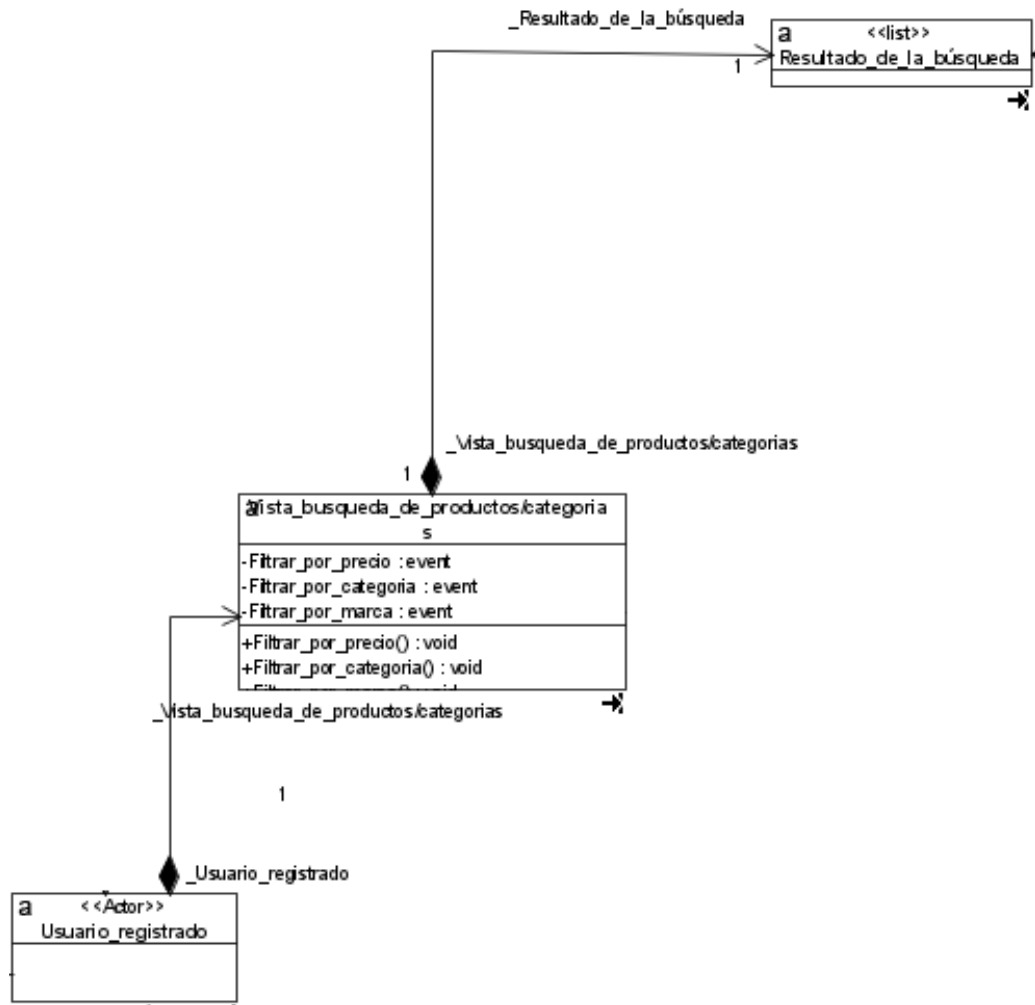 _Resultado_de_la_búsqueda
1
a
<<list>>
Resultado_de_la_búsqueda
_Vista_busqueda_de_productos/categorias
1
a
Vista_busqueda_de_productos/categoria
s
-Filtrar_por_precio : event
-Filtrar_por_categoria : event
-Filtrar_por_marca : event
+Filtrar_por_precio() : void
+Filtrar_por_categoria() : void
_Vista_busqueda_de_productos/categorias
1
_Usuario_registrado
a
<<Actor>>
Usuario_registrado